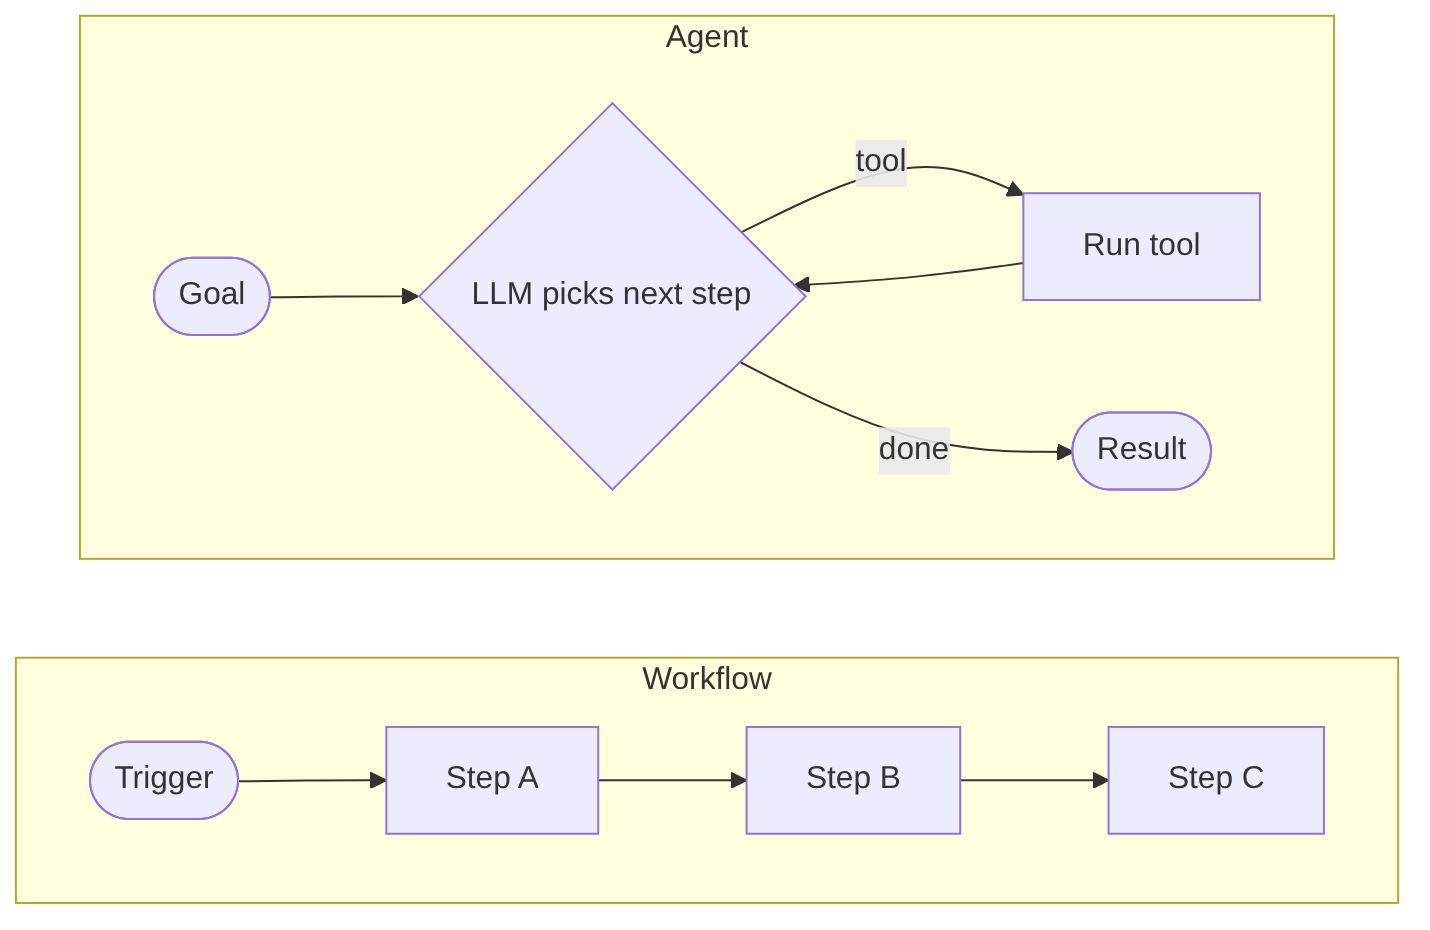 Agent
tool
Run tool
Goal
LLM picks next step
done
Result
Workflow
Trigger
Step A
Step B
Step C